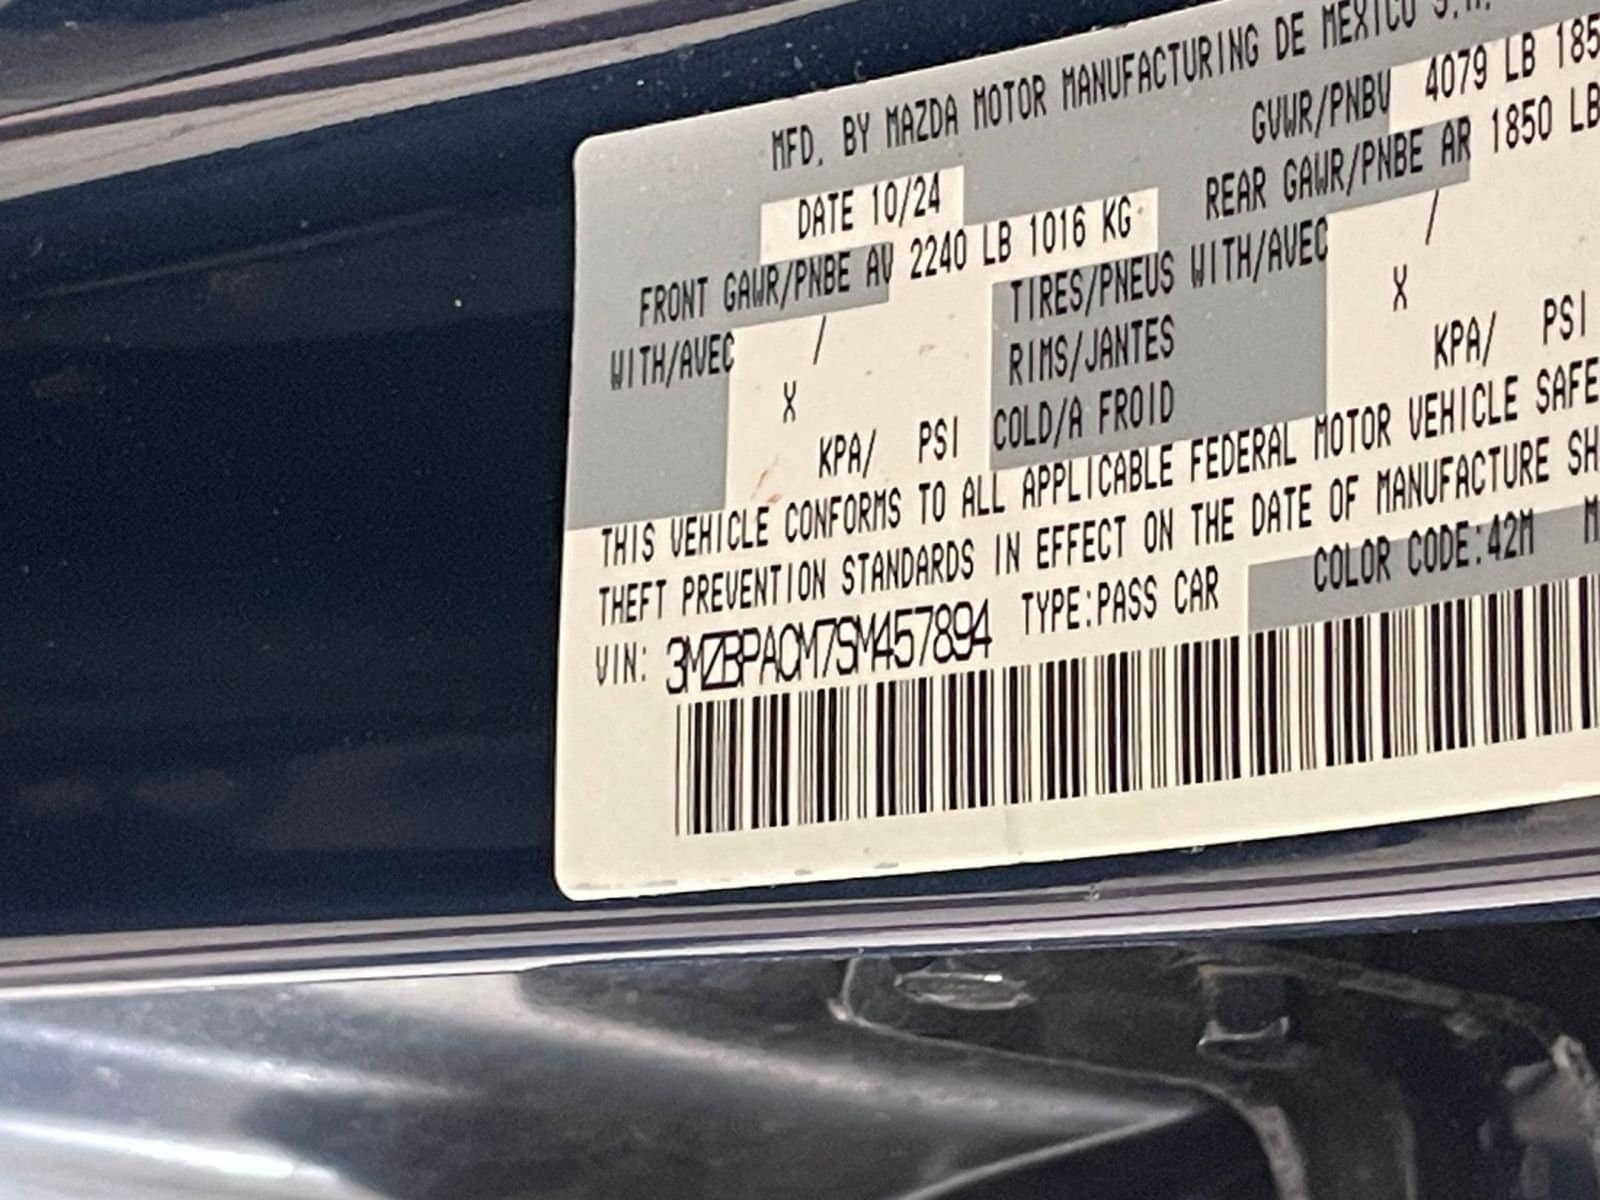 MFD. BY MAZDA MOTOR MANUFACTURING DE MEXICO S.A.
DATE 10/24 GVWR/PNBV 4079 LB 185
FRONT GAWR/PNBE AV 2240 LB 1016 KG REAR GAWR/PNBE AR 1850 LB
WITH/AVEC / TIRES/PNEUS WITH/AVEC /
X RIMS/JANTES X
KPA/ PSI COLD/A FROID KPA/ PSI
THIS VEHICLE CONFORMS TO ALL APPLICABLE FEDERAL MOTOR VEHICLE SAFE
THEFT PREVENTION STANDARDS IN EFFECT ON THE DATE OF MANUFACTURE SH
VIN: 3MZBPACM7SM457894 TYPE:PASS CAR COLOR CODE:42M M